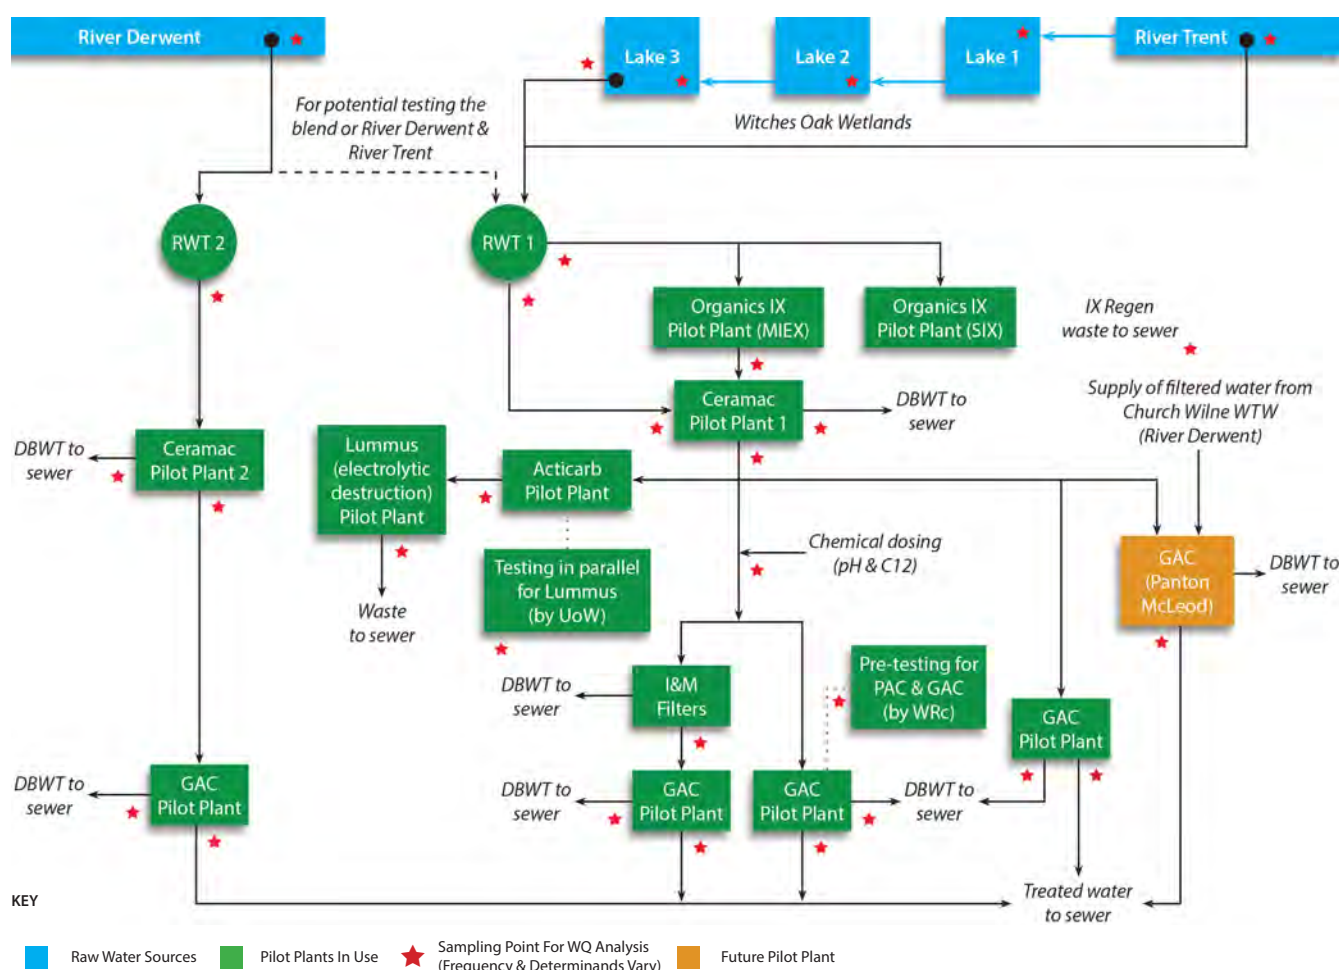 River Derwent
Lake 3
Lake 2
Lake 1
River Trent
For potential testing the
blend or River Derwent &
River Trent
Witches Oak Wetlands
RWT 2
RWT 1
Organics IX
Pilot Plant (MIEX)
Organics IX
Pilot Plant (SIX)
IX Regen
waste to sewer
Supply of filtered water from
Church Wilne WTW
(River Derwent)
Ceramac
Pilot Plant 1
DBWT to
sewer
DBWT to
sewer
Ceramac
Pilot Plant 2
Lummus
(electrolytic
destruction)
Pilot Plant
Acticarb
Pilot Plant
Chemical dosing
(pH & C12)
GAC
(Panton
McLeod)
DBWT to
sewer
Testing in parallel
for Lummus
(by UoW)
Waste
to sewer
Pre-testing for
PAC & GAC
(by WRc)
DBWT to
sewer
I&M
Filters
GAC
Pilot Plant
DBWT to
sewer
GAC
Pilot Plant
DBWT to
sewer
GAC
Pilot Plant
GAC
Pilot Plant
DBWT to
sewer
Treated water
to sewer
KEY
Raw Water Sources
Pilot Plants In Use
Sampling Point For WQ Analysis
(Frequency & Determinands Vary)
Future Pilot Plant